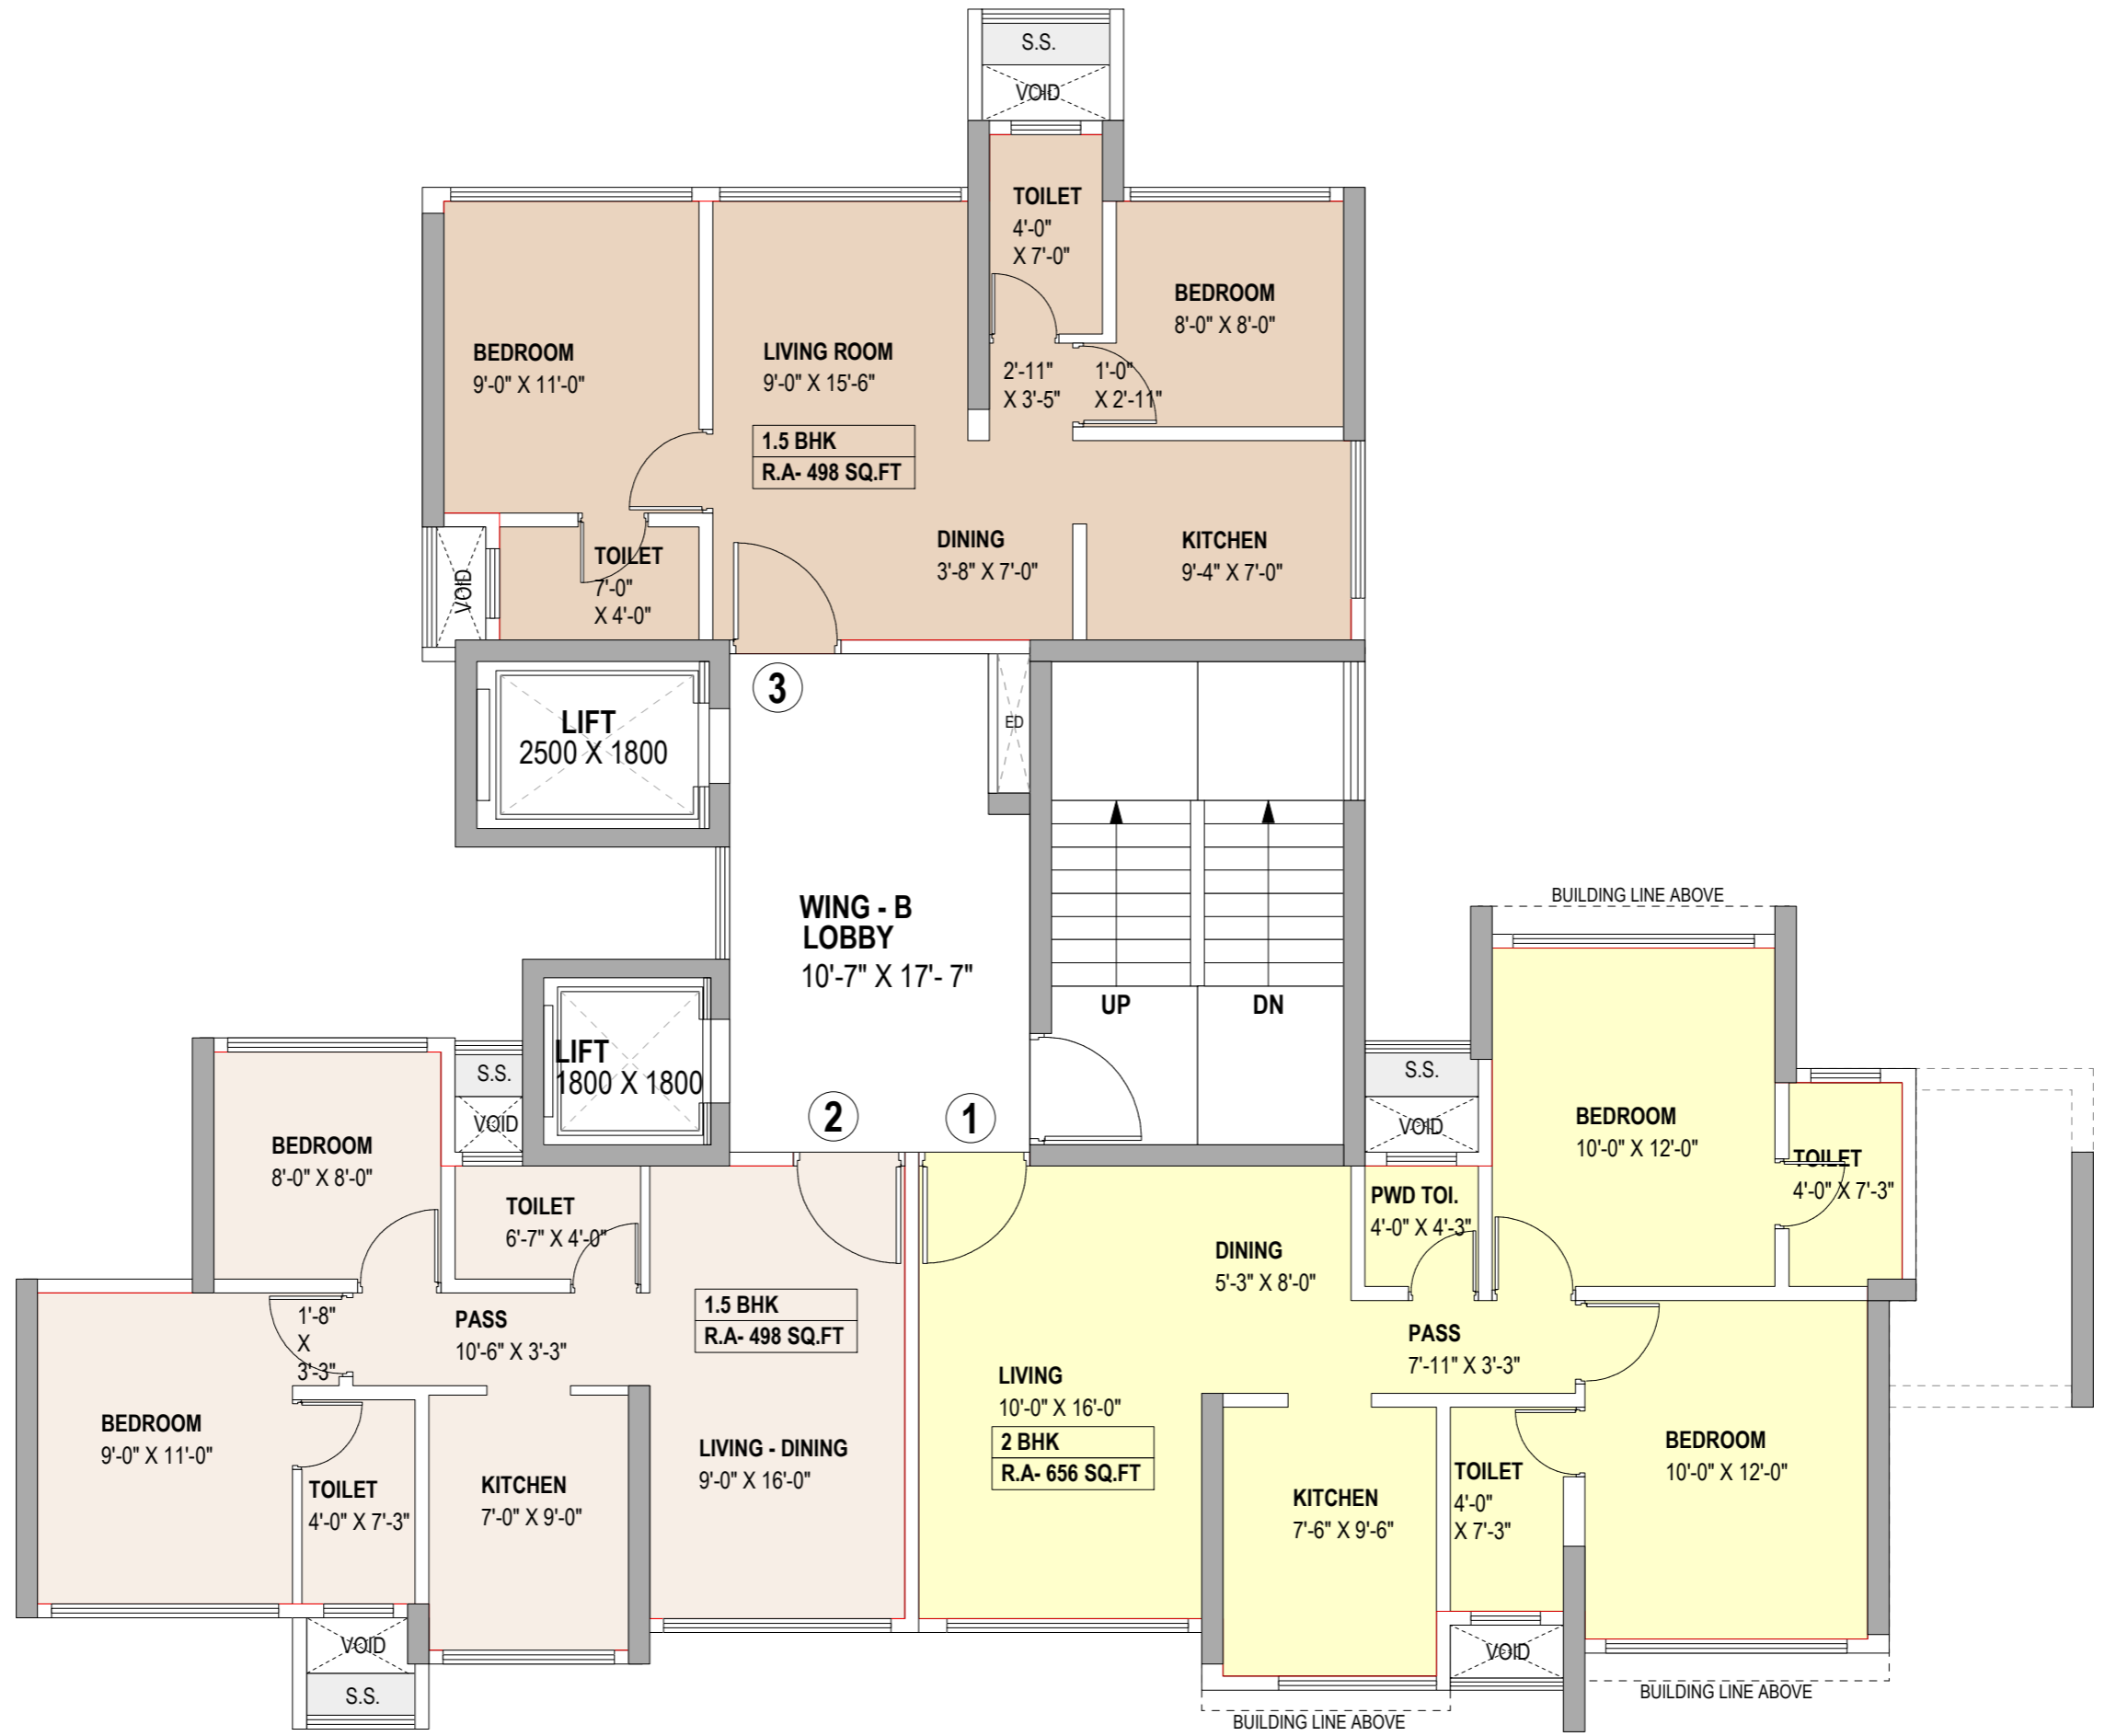 S.S.
VOID
TOILET
4'-0"
X 7'-0"
BEDROOM
8'-0" X 8'-0"
BEDROOM
9'-0" X 11'-0"
LIVING ROOM
9'-0" X 15'-6"
2'-11"
X 3'-5"
1'-0"
X 2'-11"
1.5 BHK
R.A- 498 SQ.FT
DINING
3'-8" X 7'-0"
KITCHEN
9'-4" X 7'-0"
TOILET
7'-0"
X 4'-0"
VOID
3
ED
LIFT
2500 X 1800
WING - B
LOBBY
10'-7" X 17'- 7"
UP
DN
LIFT
1800 X 1800
2
1
S.S.
VOID
BEDROOM
8'-0" X 8'-0"
TOILET
6'-7" X 4'-0"
1'-8"
X
3'-3"
PASS
10'-6" X 3'-3"
1.5 BHK
R.A- 498 SQ.FT
BEDROOM
9'-0" X 11'-0"
TOILET
4'-0" X 7'-3"
KITCHEN
7'-0" X 9'-0"
LIVING - DINING
9'-0" X 16'-0"
VOID
S.S.
BUILDING LINE ABOVE
S.S.
VOID
BEDROOM
10'-0" X 12'-0"
TOILET
4'-0" X 7'-3"
PWD TOI.
4'-0" X 4'-3"
DINING
5'-3" X 8'-0"
PASS
7'-11" X 3'-3"
LIVING
10'-0" X 16'-0"
2 BHK
R.A- 656 SQ.FT
KITCHEN
7'-6" X 9'-6"
TOILET
4'-0"
X 7'-3"
BEDROOM
10'-0" X 12'-0"
VOID
BUILDING LINE ABOVE
BUILDING LINE ABOVE